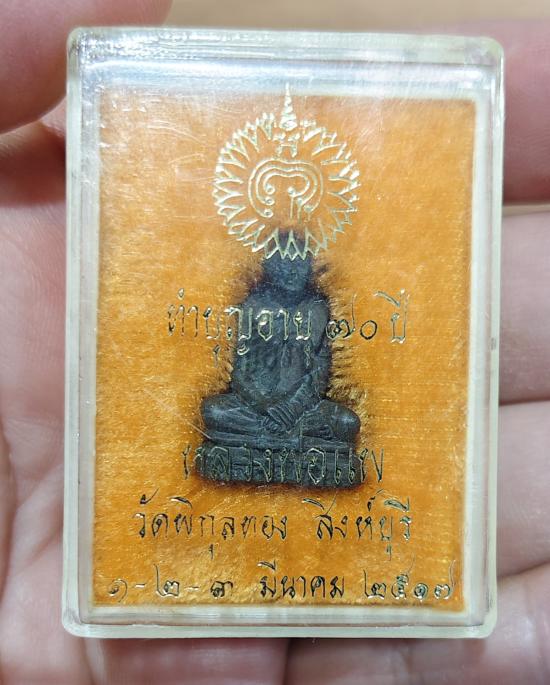 ทำบุญอายุ ๗๐ ปี
หลวงพ่อแพ
วัดพิกุลทอง สิงห์บุรี
๑-๒-๓ มีนาคม ๒๕๑๗